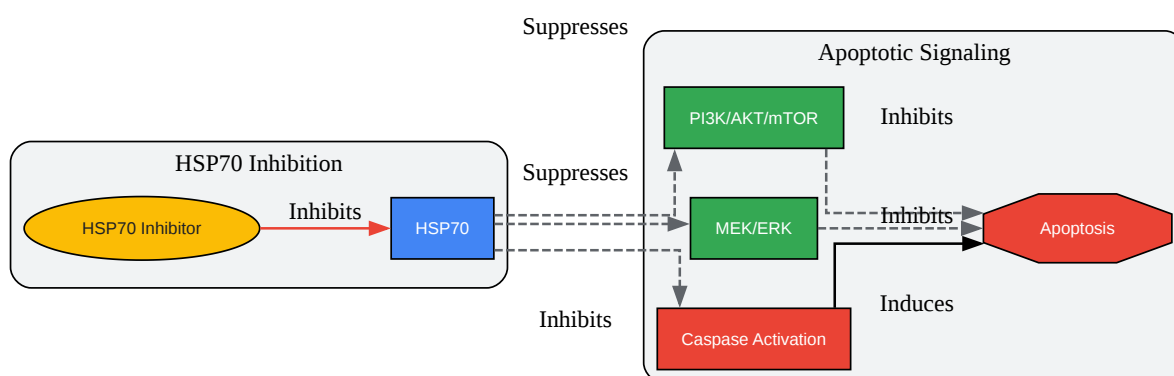 Suppresses
Apoptotic Signaling
PI3K/AKT/mTOR
Inhibits
HSP70 Inhibition
Suppresses
Inhibits
Inhibits
HSP70 Inhibitor
HSP70
MEK/ERK
Apoptosis
Induces
Inhibits
Caspase Activation